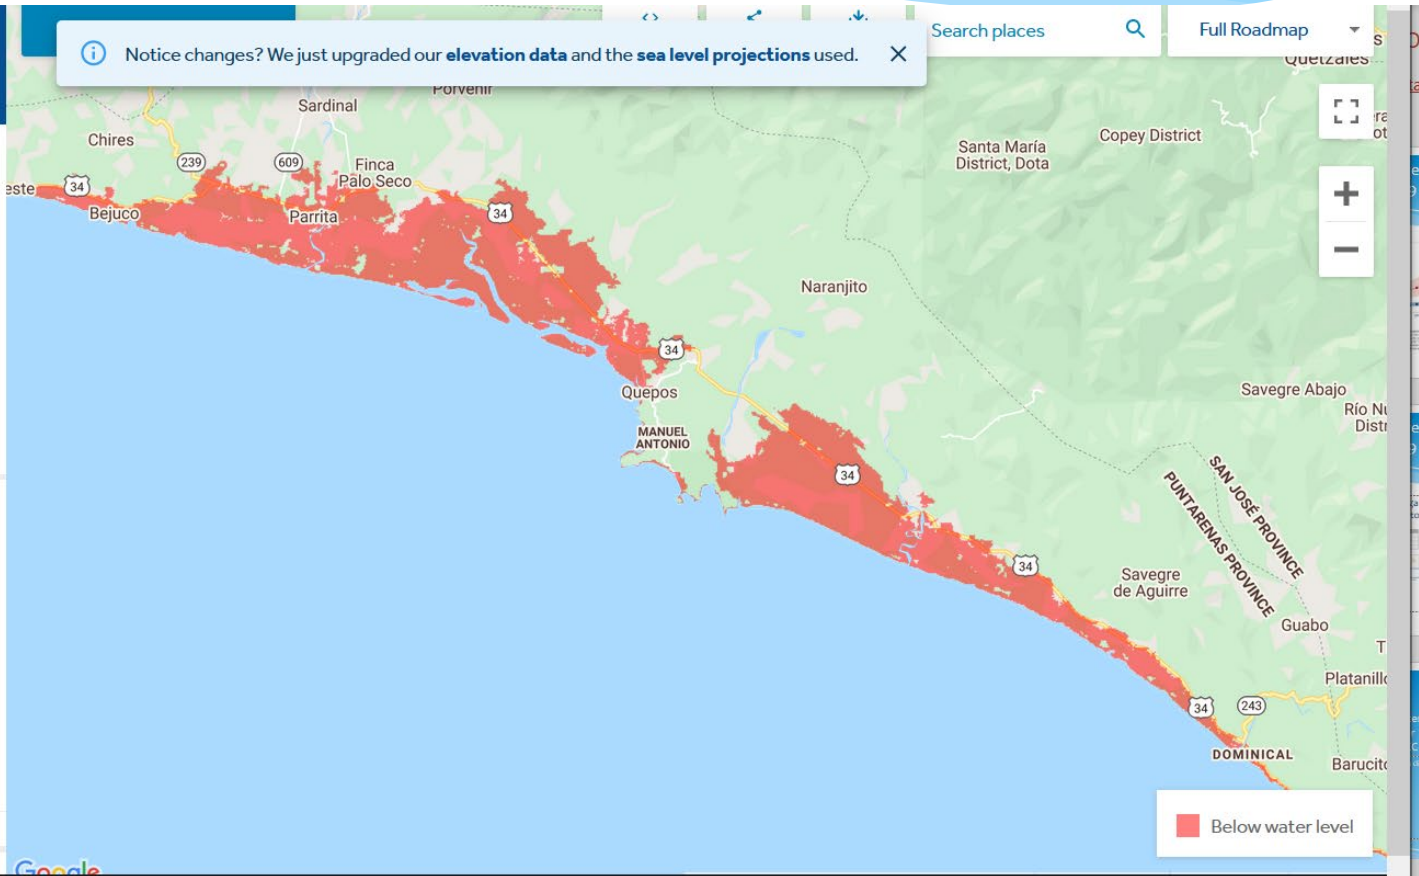 Notice changes? We just upgraded our elevation data and the sea level projections used.
Search places
Full Roadmap
Quetzales
Porvenir
Sardinal
Chires
Copey District
Santa María
District, Dota
239
609
Finca
Palo Seco
34
Bejuco
Parrita
34
Naranjito
34
Quepos
MANUEL
ANTONIO
Savegre Abajo
34
SAN JOSÉ PROVINCE
PUNTARENAS PROVINCE
34
Savegre
de Aguirre
Guabo
34
243
DOMINICAL
Below water level
Google